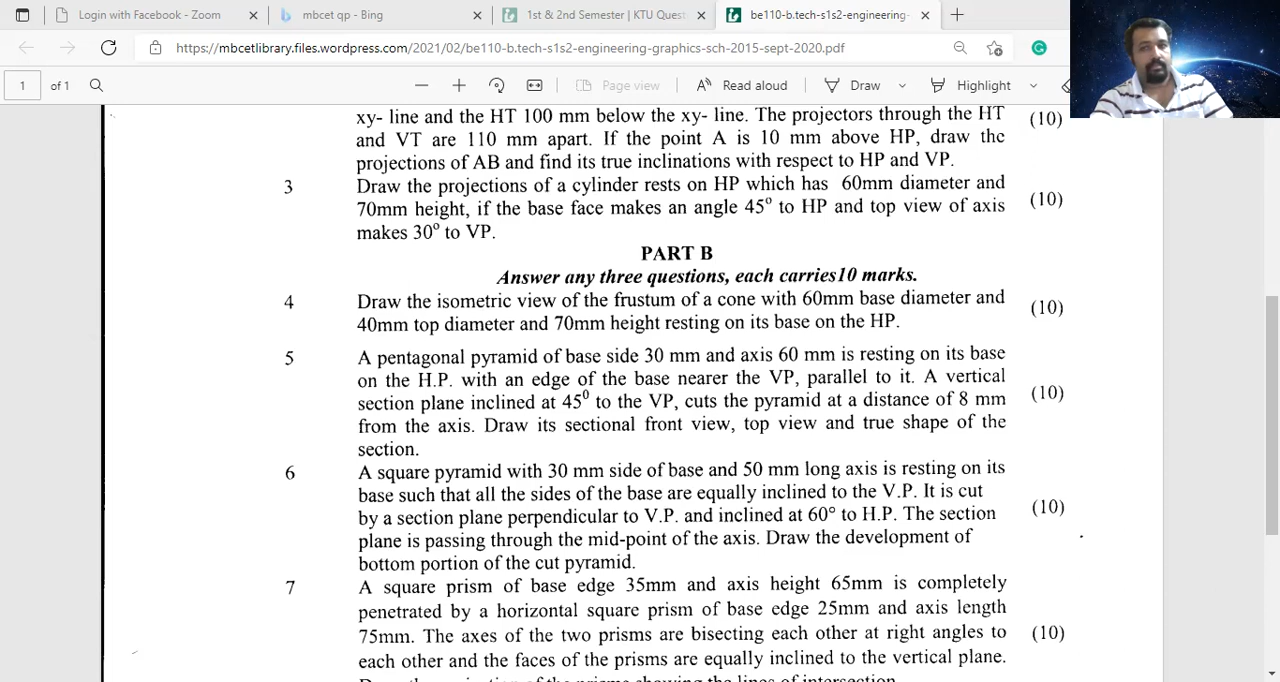 Login with Facebook - Zoom
mbcet qp - Bing
1st & 2nd Semester | KTU Quest
be110-b.tech-s1s2-engineering-
https://mbcetlibrary.files.wordpress.com/2021/02/be110-b.tech-s1s2-engineering-graphics-sch-2015-sept-2020.pdf
1 of 1 Page view Read aloud Draw Highlight
xy- line and the HT 100 mm below the xy- line. The projectors through the HT (10)
and VT are 110 mm apart. If the point A is 10 mm above HP, draw the
projections of AB and find its true inclinations with respect to HP and VP.
3 Draw the projections of a cylinder rests on HP which has 60mm diameter and
70mm height, if the base face makes an angle 45° to HP and top view of axis (10)
makes 30° to VP.
PART B
Answer any three questions, each carries10 marks.
4 Draw the isometric view of the frustum of a cone with 60mm base diameter and (10)
40mm top diameter and 70mm height resting on its base on the HP.
5 A pentagonal pyramid of base side 30 mm and axis 60 mm is resting on its base
on the H.P. with an edge of the base nearer the VP, parallel to it. A vertical (10)
section plane inclined at 45⁰ to the VP, cuts the pyramid at a distance of 8 mm
from the axis. Draw its sectional front view, top view and true shape of the
section.
6 A square pyramid with 30 mm side of base and 50 mm long axis is resting on its
base such that all the sides of the base are equally inclined to the V.P. It is cut
by a section plane perpendicular to V.P. and inclined at 60° to H.P. The section (10)
plane is passing through the mid-point of the axis. Draw the development of
bottom portion of the cut pyramid.
7 A square prism of base edge 35mm and axis height 65mm is completely
penetrated by a horizontal square prism of base edge 25mm and axis length
75mm. The axes of the two prisms are bisecting each other at right angles to (10)
each other and the faces of the prisms are equally inclined to the vertical plane.
of the prisms showing the lines of intersection